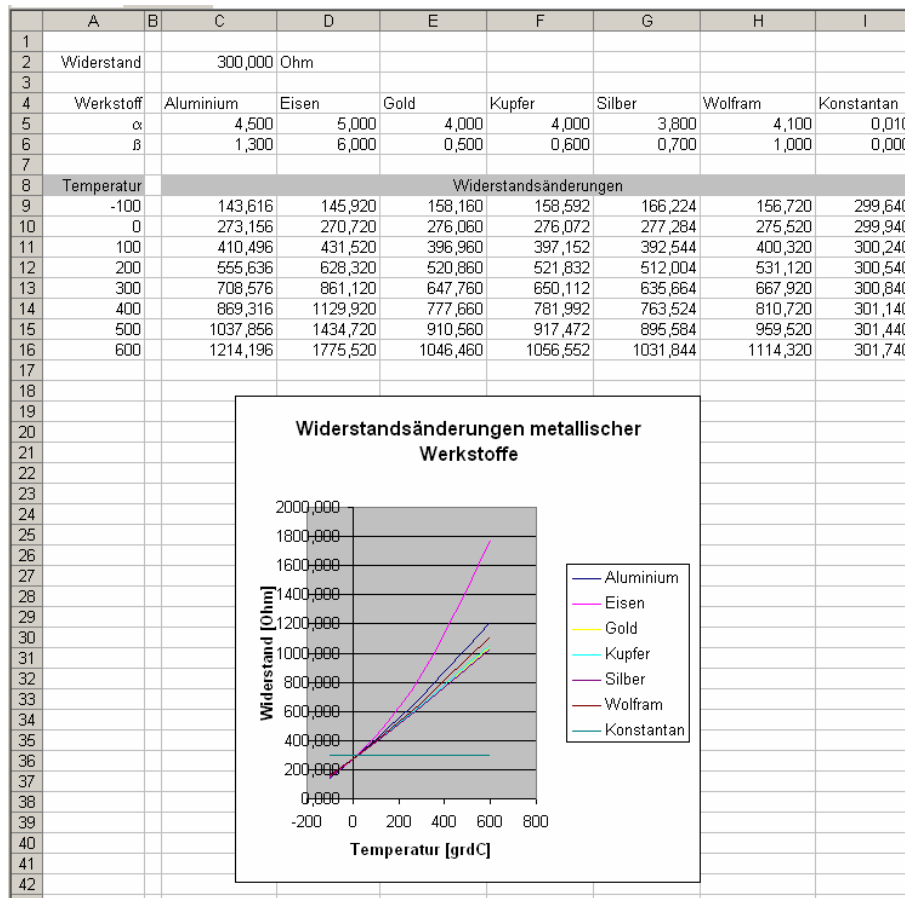 A B C D E F G H I
1
2 Widerstand 300,000 Ohm
3
4 Werkstoff Aluminium Eisen Gold Kupfer Silber Wolfram Konstantan
5 α 4,500 5,000 4,000 4,000 3,800 4,100 0,010
6 ß 1,300 6,000 0,500 0,600 0,700 1,000 0,000
7
8 Temperatur Widerstandsänderungen
9 -100 143,616 145,920 158,160 158,592 166,224 156,720 299,640
10 0 273,156 270,720 276,060 276,072 277,284 275,520 299,940
11 100 410,496 431,520 396,960 397,152 392,544 400,320 300,240
12 200 555,636 628,320 520,860 521,832 512,004 531,120 300,540
13 300 708,576 861,120 647,760 650,112 635,664 667,920 300,840
14 400 869,316 1129,920 777,660 781,992 763,524 810,720 301,140
15 500 1037,856 1434,720 910,560 917,472 895,584 959,520 301,440
16 600 1214,196 1775,520 1046,460 1056,552 1031,844 1114,320 301,740
17
18
19
20
21
22
23
24
25
26
27
28
29
30
31
32
33
34
35
36
37
38
39
40
41
42
Widerstandsänderungen metallischer
Werkstoffe
Widerstand [Ohm]
2000,000
1800,000
1600,000
1400,000
1200,000
1000,000
800,000
600,000
400,000
200,000
0,000
-200 0 200 400 600 800
Temperatur [grdC]
Aluminium
Eisen
Gold
Kupfer
Silber
Wolfram
Konstantan